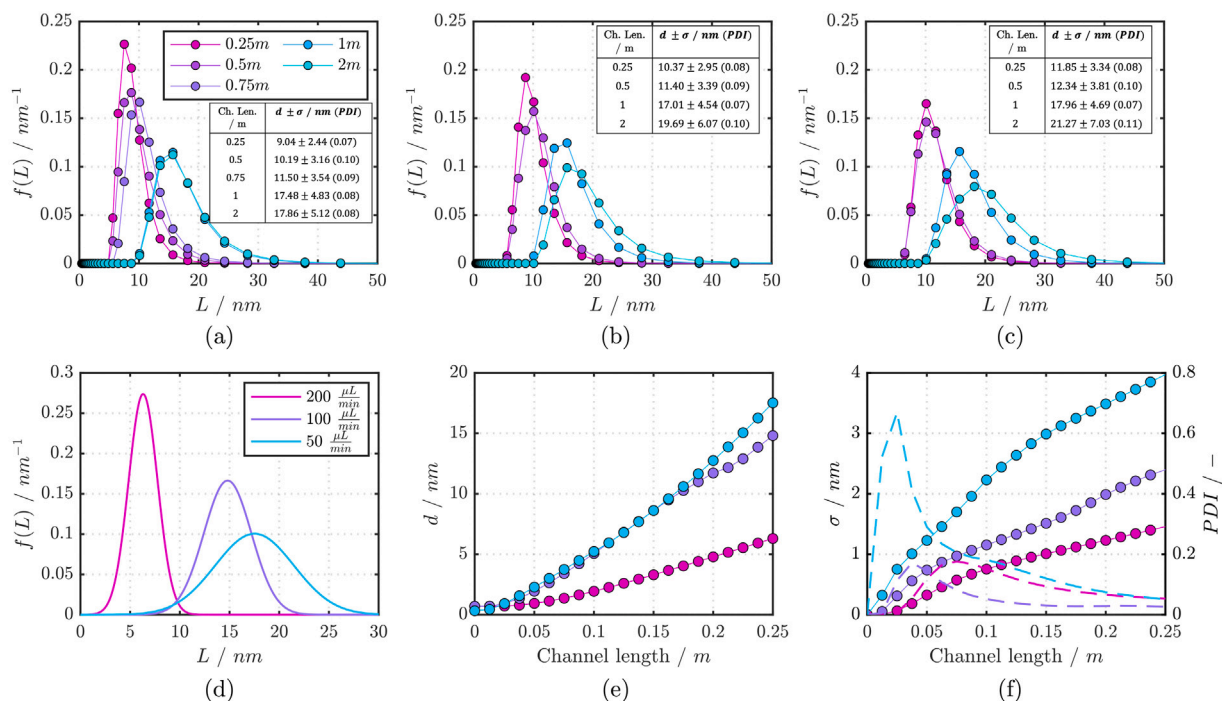 0.25
0.2
0.15
0.1
0.05
0
f(L) / nm⁻¹
0.25m
0.5m
0.75m
1m
2m
Ch. Len. / m d ± σ / nm (PDI)
0.25 9.04 ± 2.44 (0.07)
0.5 10.19 ± 3.16 (0.10)
0.75 11.50 ± 3.54 (0.09)
1 17.48 ± 4.83 (0.08)
2 17.86 ± 5.12 (0.08)
0 10 20 30 40 50
L / nm
(a)
0.25
0.2
0.15
0.1
0.05
0
f(L) / nm⁻¹
Ch. Len. / m d ± σ / nm (PDI)
0.25 10.37 ± 2.95 (0.08)
0.5 11.40 ± 3.39 (0.09)
1 17.01 ± 4.54 (0.07)
2 19.69 ± 6.07 (0.10)
0 10 20 30 40 50
L / nm
(b)
0.25
0.2
0.15
0.1
0.05
0
f(L) / nm⁻¹
Ch. Len. / m d ± σ / nm (PDI)
0.25 11.85 ± 3.34 (0.08)
0.5 12.34 ± 3.81 (0.10)
1 17.96 ± 4.69 (0.07)
2 21.27 ± 7.03 (0.11)
0 10 20 30 40 50
L / nm
(c)
0.3
0.25
0.2
0.15
0.1
0.05
0
f(L) / nm⁻¹
200 μL/min
100 μL/min
50 μL/min
0 5 10 15 20 25 30
L / nm
(d)
20
15
10
5
0
d / nm
0 0.05 0.1 0.15 0.2 0.25
Channel length / m
(e)
4
3
2
1
0
σ / nm
0.8
0.6
0.4
0.2
0
PDI / −
0 0.05 0.1 0.15 0.2 0.25
Channel length / m
(f)